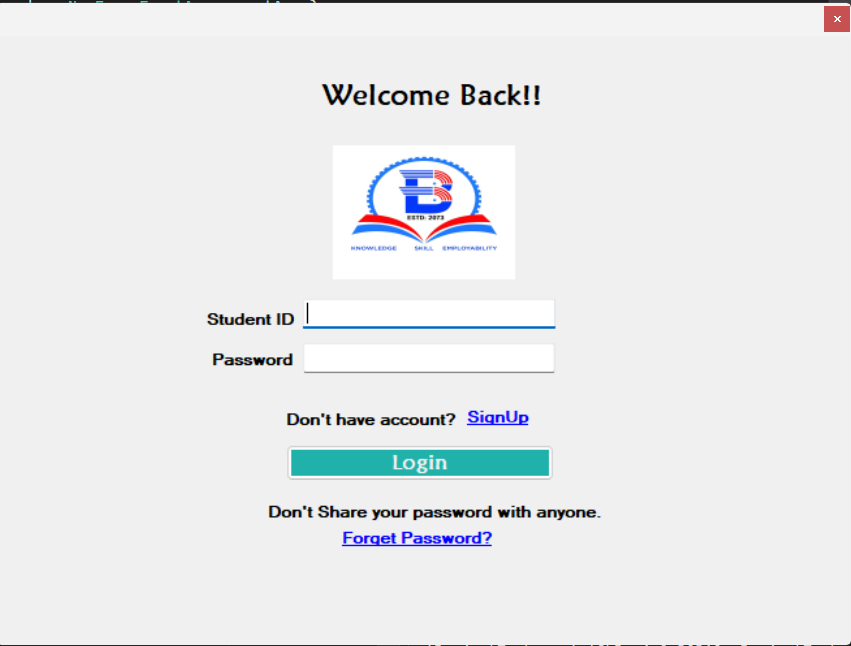 Welcome Back!!
B
ESTD: 2073
KNOWLEDGE SKILL EMPLOYABILITY
Student ID
Password
Don't have account? SignUp
Login
Don't Share your password with anyone.
Forget Password?